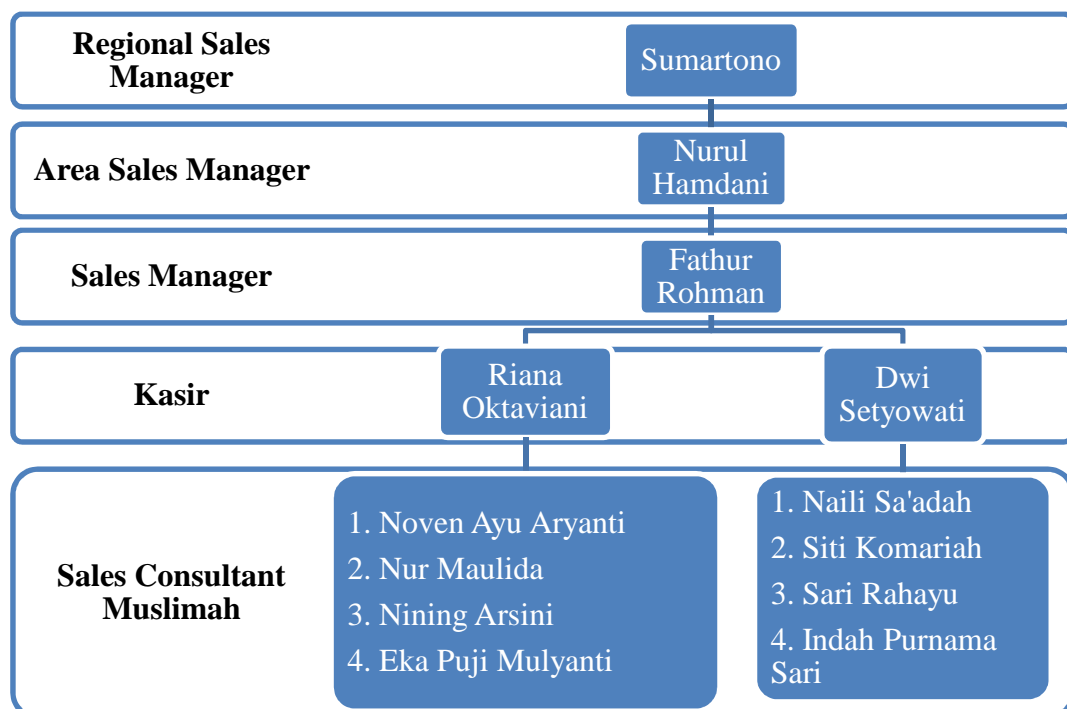 Regional Sales
Manager
Sumartono
Area Sales Manager
Nurul
Hamdani
Sales Manager
Fathur
Rohman
Kasir
Riana
Oktaviani
Dwi
Setyowati
Sales Consultant
Muslimah
1. Noven Ayu Aryanti
2. Nur Maulida
3. Nining Arsini
4. Eka Puji Mulyanti
1. Naili Sa'adah
2. Siti Komariah
3. Sari Rahayu
4. Indah Purnama
Sari